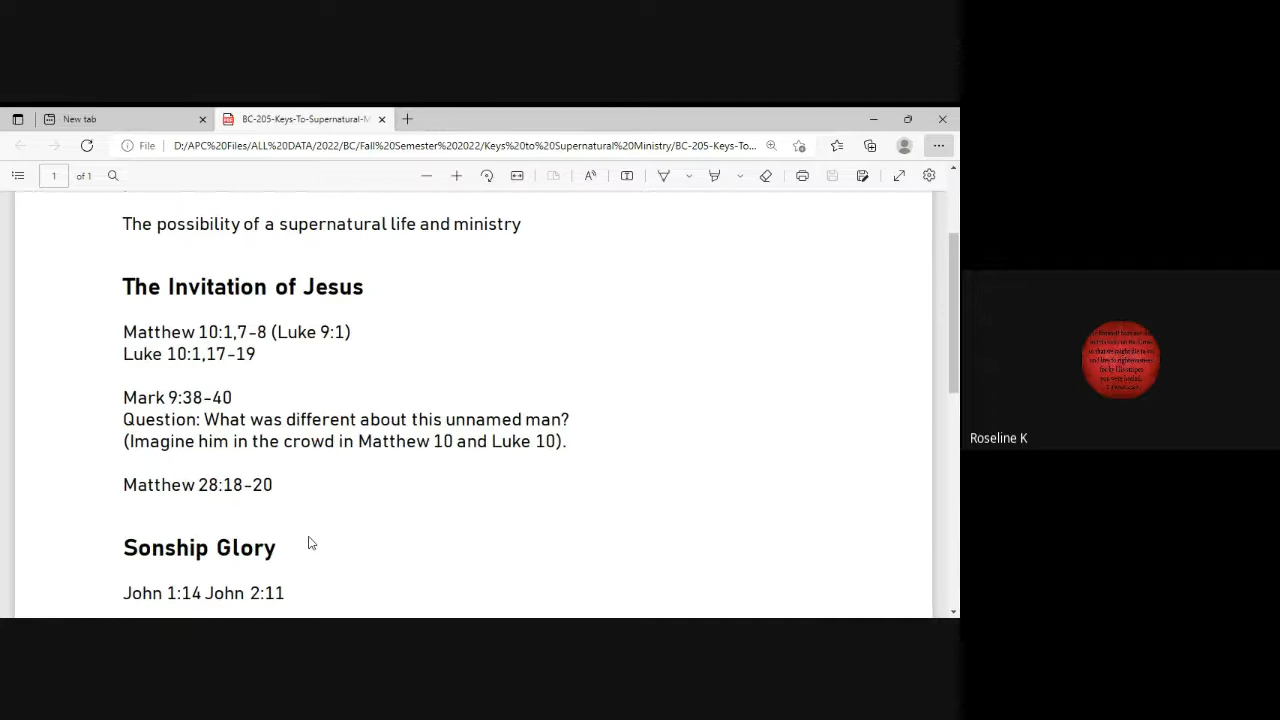 New tab
BC-205-Keys-To-Supernatural-M
File D:/APC%20Files/ALL%20DATA/2022/BC/Fall%20Semester%202022/Keys%20to%20Supernatural%20Ministry/BC-205-Keys-To...
1 of 1
The possibility of a supernatural life and ministry
The Invitation of Jesus
Matthew 10:1,7-8 (Luke 9:1)
Luke 10:1,17-19
Mark 9:38-40
Question: What was different about this unnamed man?
(Imagine him in the crowd in Matthew 10 and Luke 10).
Matthew 28:18-20
Sonship Glory
John 1:14 John 2:11
Roseline K